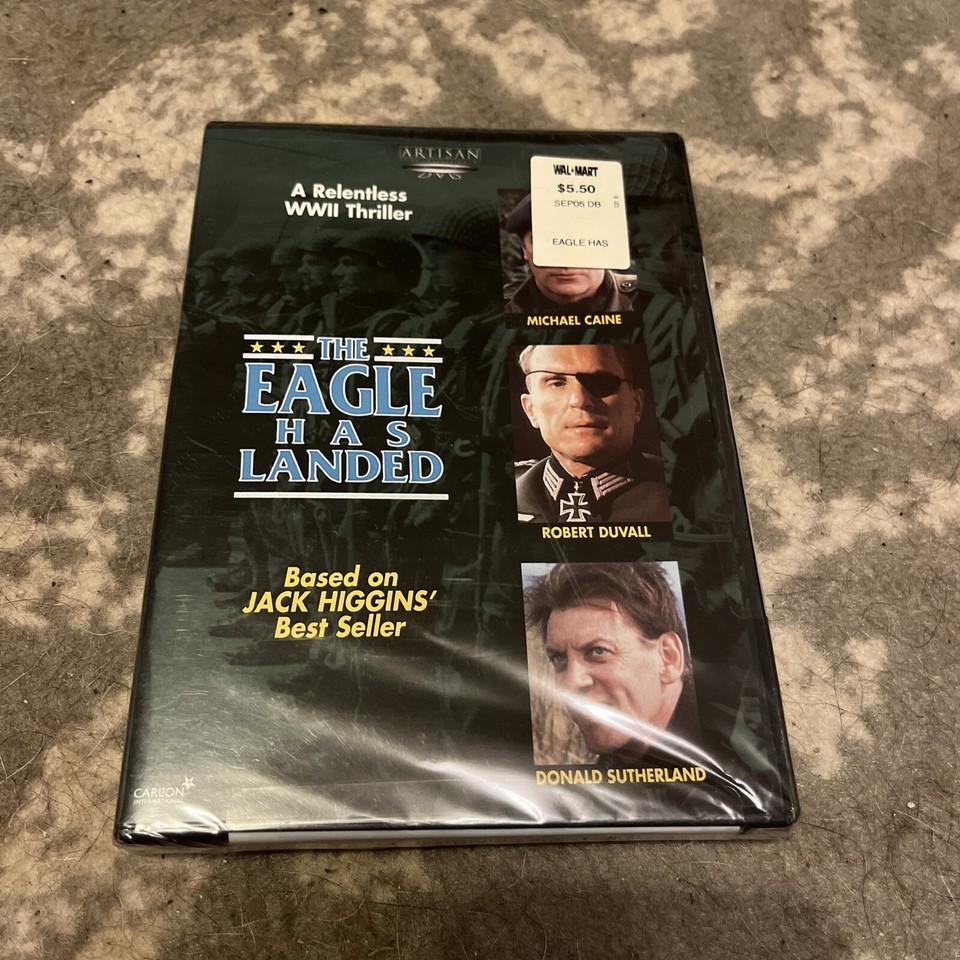 ARTISAN
A Relentless
WWII Thriller
WAL★MART
$5.50
SEP05 DB
EAGLE HAS
MICHAEL CAINE
THE
EAGLE
HAS
LANDED
ROBERT DUVALL
Based on
JACK HIGGINS'
Best Seller
DONALD SUTHERLAND
CARLTON
INTERNATIONAL